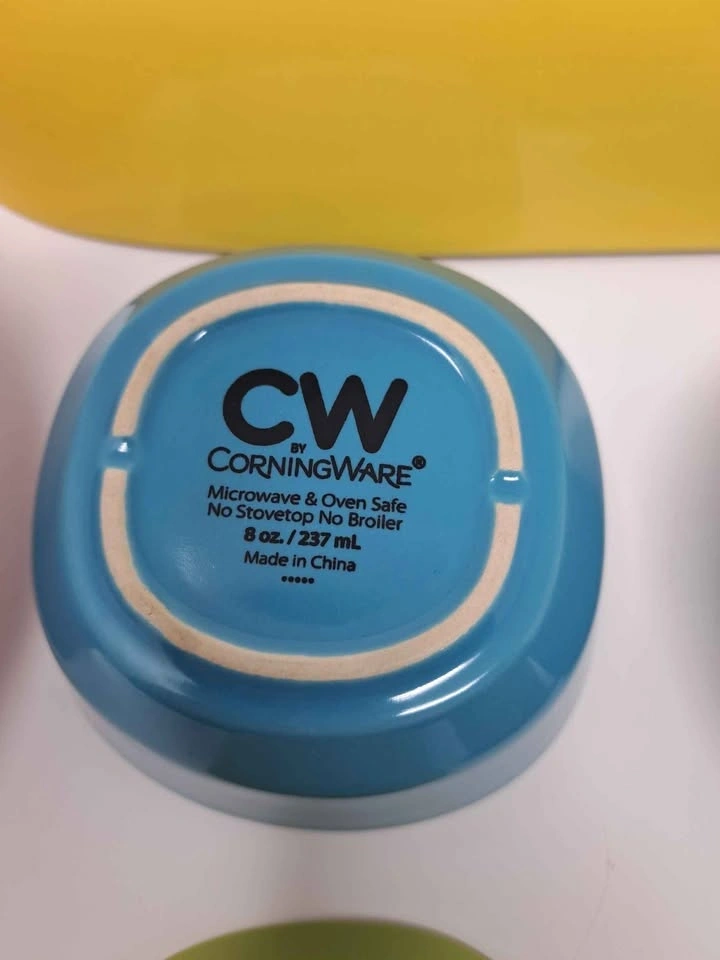 CW
BY
CORNINGWARE®
Microwave & Oven Safe
No Stovetop No Broiler
8 oz. / 237 mL
Made in China